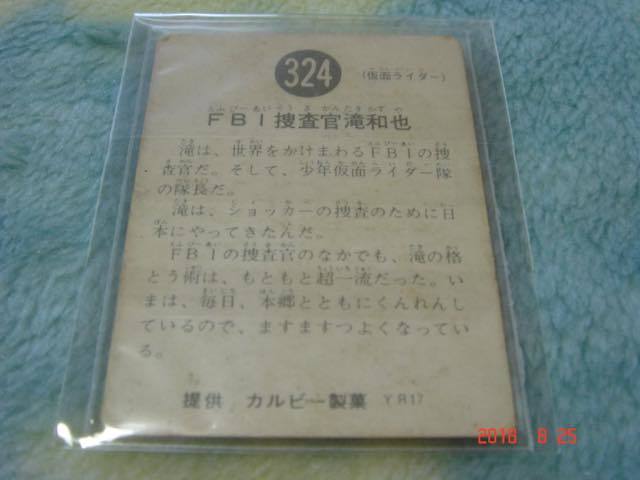 324
(仮面ライダー)
FBI捜査官滝和也
滝は、世界をかけまわるFBIの捜
査官だ。そして、少年仮面ライダー隊
の隊長だ。
滝は、ショッカーの捜査のために日
本にやってきたんだ。
FBIの捜査官のなかでも、滝の格
とう術は、もともと超一流だった。い
まは、毎日、本郷とともにくんれんし
ているので、ますますつよくなってい
る。
提供 カルビー製菓 YR17
2018 8 25